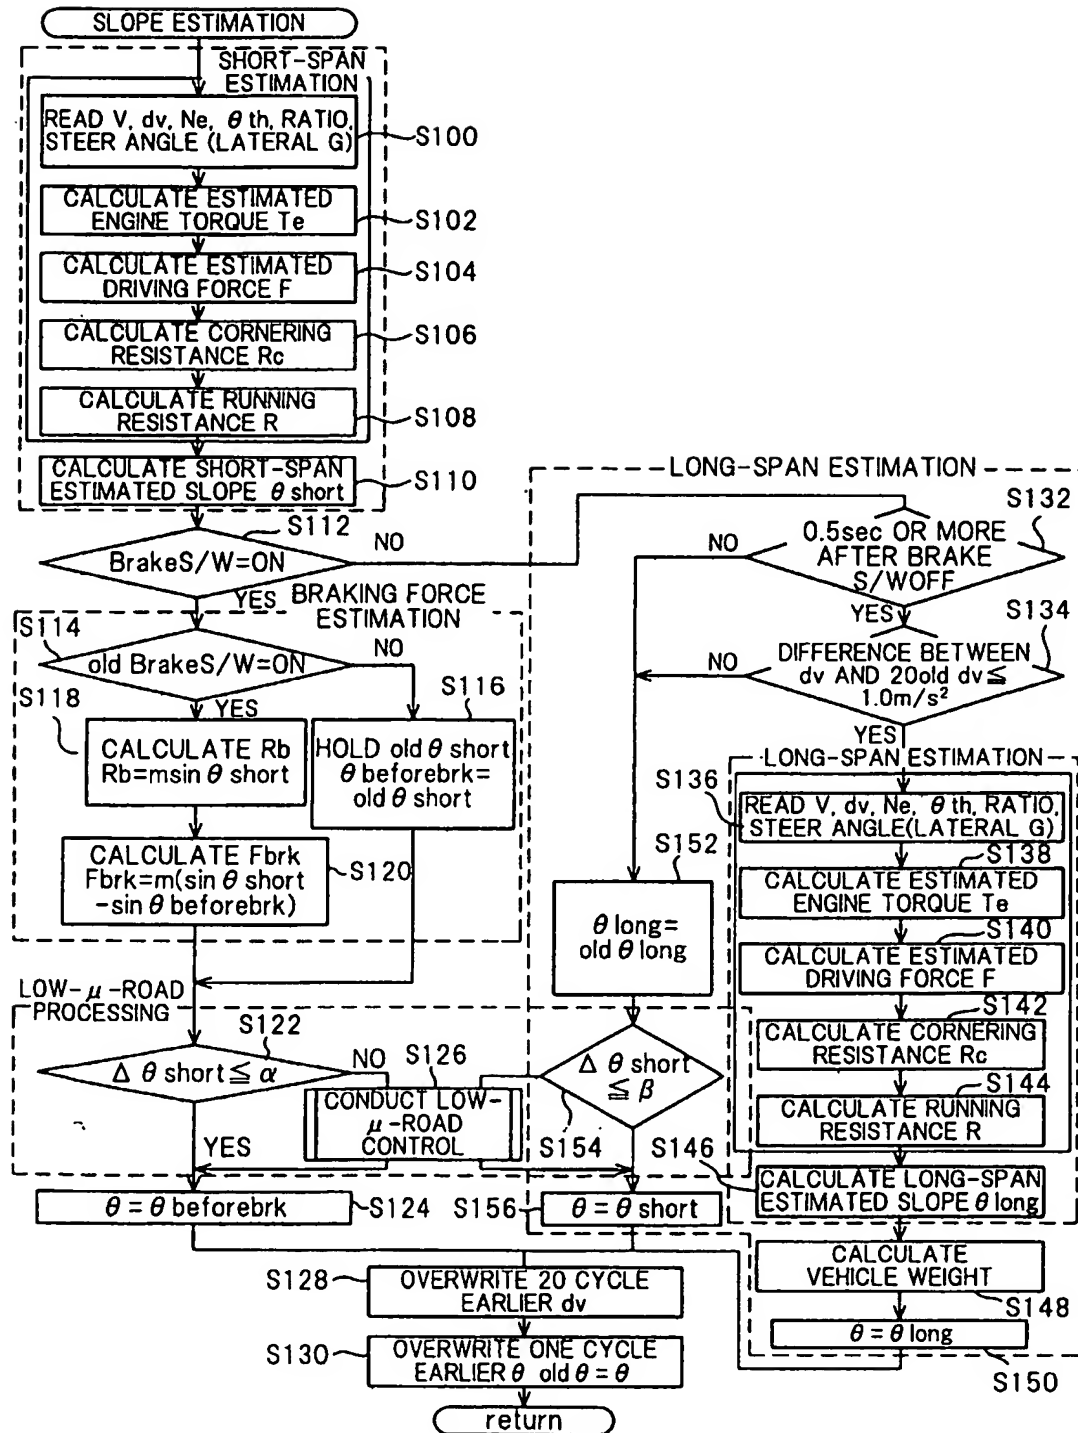 SLOPE ESTIMATION
SHORT-SPAN
ESTIMATION
READ V, dv, Ne, θ th, RATIO,
STEER ANGLE (LATERAL G)
S100
CALCULATE ESTIMATED
ENGINE TORQUE Te
S102
CALCULATE ESTIMATED
DRIVING FORCE F
S104
CALCULATE CORNERING
RESISTANCE Rc
S106
CALCULATE RUNNING
RESISTANCE R
S108
CALCULATE SHORT-SPAN
ESTIMATED SLOPE θ short
S110
S112
BrakeS/W=ON
NO
YES
BRAKING FORCE
ESTIMATION
S114
old BrakeS/W=ON
NO
YES
S118
CALCULATE Rb
Rb=msin θ short
S116
HOLD old θ short
θ beforebrk=
old θ short
CALCULATE Fbrk
Fbrk=m(sin θ short
-sin θ beforebrk)
S120
LOW-μ-ROAD
PROCESSING
S122
Δ θ short ≦ α
NO
YES
S126
CONDUCT LOW-
μ-ROAD
CONTROL
θ = θ beforebrk
S124
LONG-SPAN ESTIMATION
S132
0.5sec OR MORE
AFTER BRAKE
S/WOFF
NO
YES
S134
DIFFERENCE BETWEEN
dv AND 20old dv ≦
1.0m/s²
NO
YES
LONG-SPAN ESTIMATION
S136
READ V, dv, Ne, θ th, RATIO,
STEER ANGLE(LATERAL G)
S138
CALCULATE ESTIMATED
ENGINE TORQUE Te
S140
CALCULATE ESTIMATED
DRIVING FORCE F
S142
CALCULATE CORNERING
RESISTANCE Rc
S144
CALCULATE RUNNING
RESISTANCE R
S146
CALCULATE LONG-SPAN
ESTIMATED SLOPE θ long
CALCULATE
VEHICLE WEIGHT
S148
θ = θ long
S150
S152
θ long=
old θ long
Δ θ short
≦ β
S154
S156
θ = θ short
S128
OVERWRITE 20 CYCLE
EARLIER dv
S130
OVERWRITE ONE CYCLE
EARLIER θ old θ = θ
return